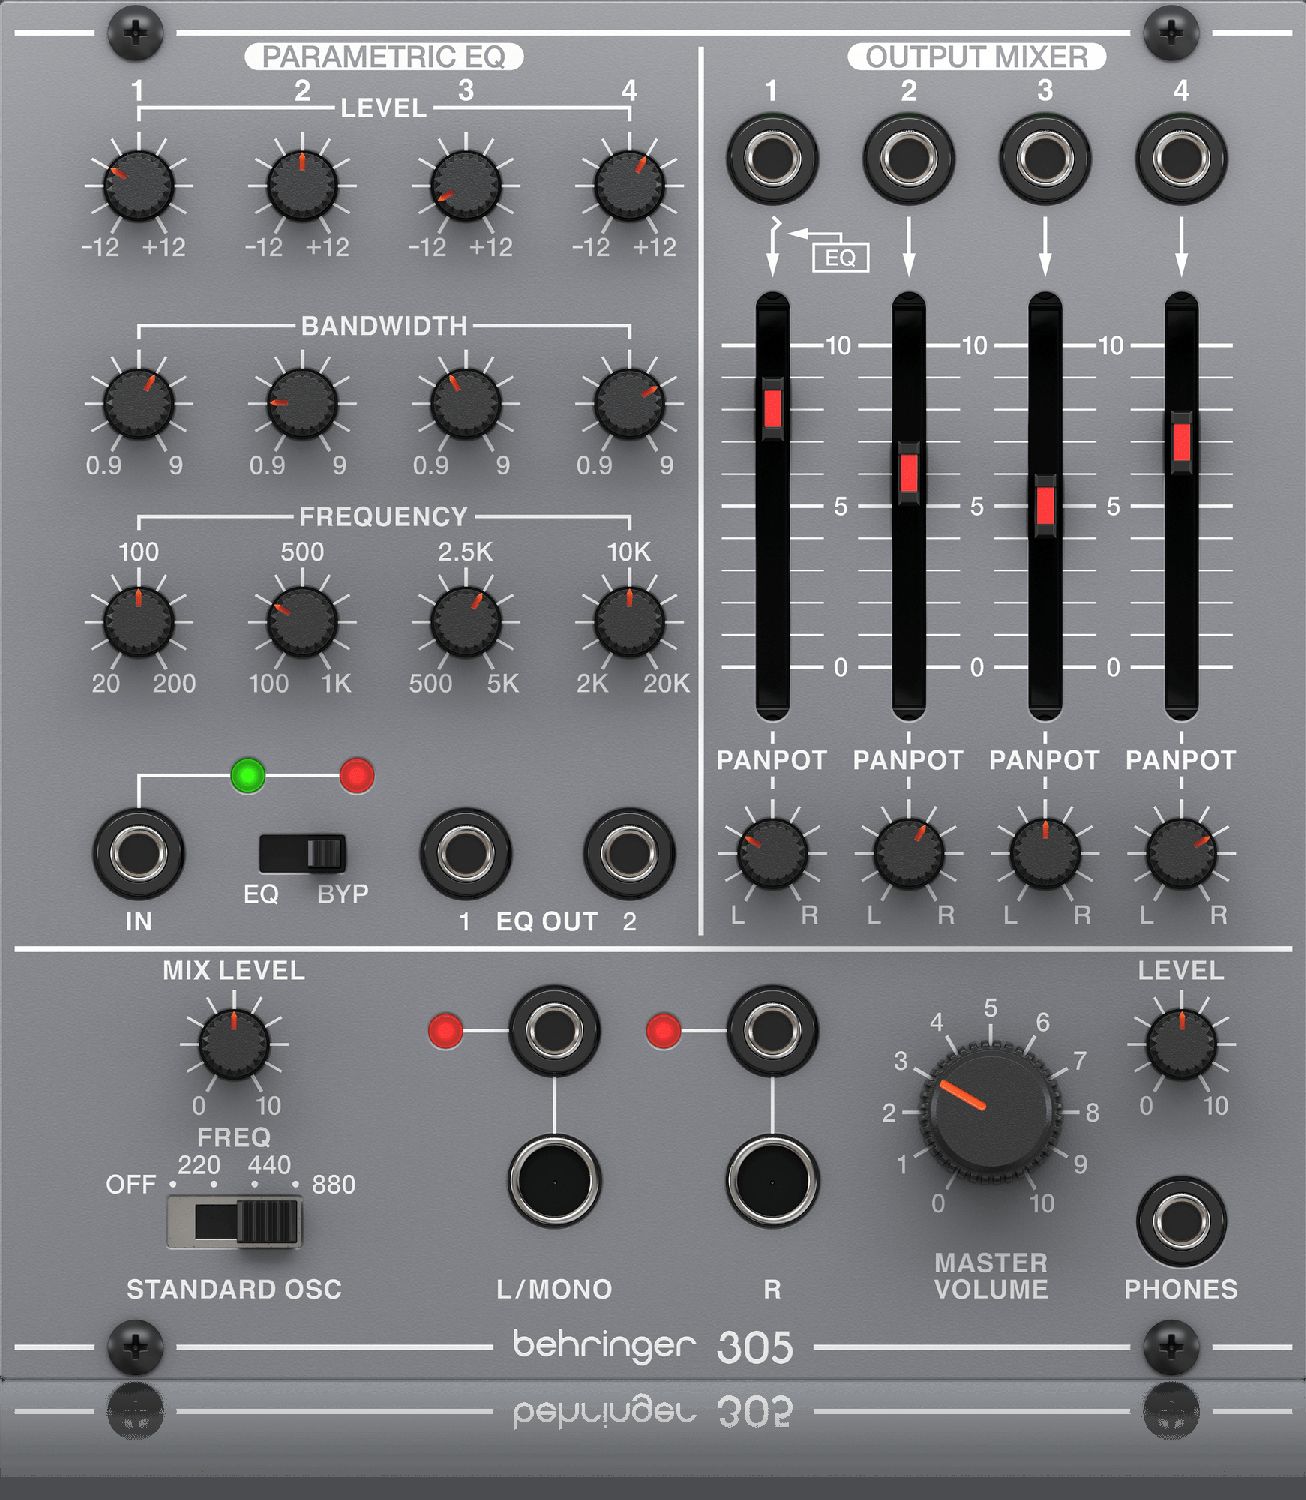 PARAMETRIC EQ
1 2 3 4
LEVEL
-12 +12 -12 +12 -12 +12 -12 +12
BANDWIDTH
0.9 9 0.9 9 0.9 9 0.9 9
FREQUENCY
100 500 2.5K 10K
20 200 100 1K 500 5K 2K 20K
IN
EQ BYP
1 EQ OUT 2
OUTPUT MIXER
1 2 3 4
EQ
10 10 10
5 5 5
0 0 0
PANPOT PANPOT PANPOT PANPOT
L R L R L R L R
MIX LEVEL
0 10
FREQ
OFF 220 440 880
STANDARD OSC
L/MONO
R
0 1 2 3 4 5 6 7 8 9 10
MASTER
VOLUME
LEVEL
0 10
PHONES
behringer 305